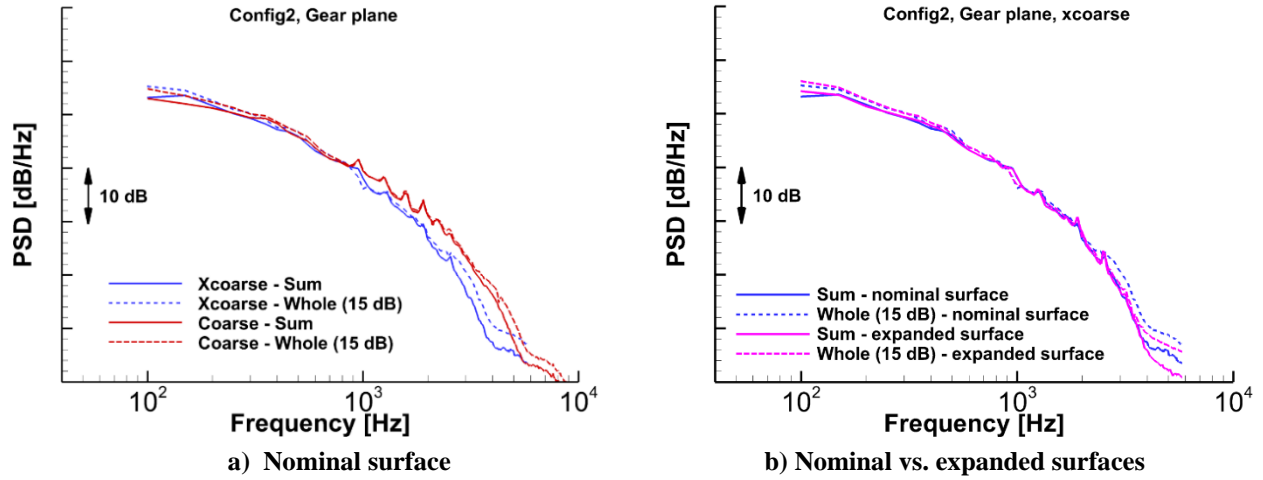 Config2, Gear plane
PSD [dB/Hz]
10 dB
Xcoarse - Sum
Xcoarse - Whole (15 dB)
Coarse - Sum
Coarse - Whole (15 dB)
10² 10³ 10⁴
Frequency [Hz]
a) Nominal surface
Config2, Gear plane, xcoarse
PSD [dB/Hz]
10 dB
Sum - nominal surface
Whole (15 dB) - nominal surface
Sum - expanded surface
Whole (15 dB) - expanded surface
10² 10³ 10⁴
Frequency [Hz]
b) Nominal vs. expanded surfaces